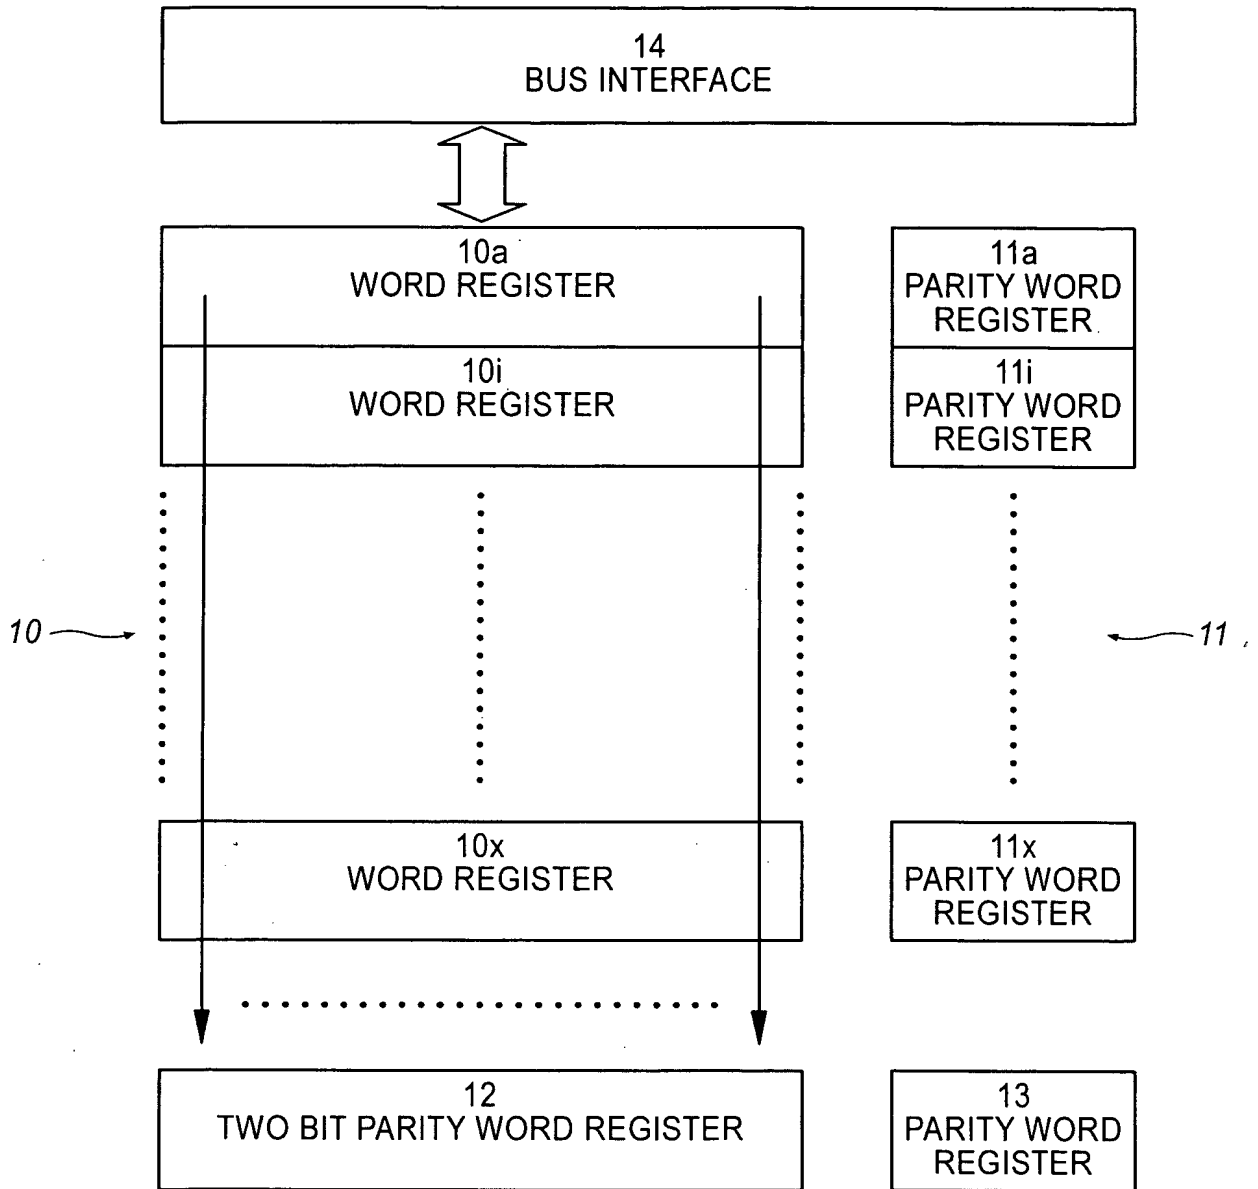 14
BUS INTERFACE
10a
WORD REGISTER
11a
PARITY WORD
REGISTER
10i
WORD REGISTER
11i
PARITY WORD
REGISTER
10
11
10x
WORD REGISTER
11x
PARITY WORD
REGISTER
12
TWO BIT PARITY WORD REGISTER
13
PARITY WORD
REGISTER